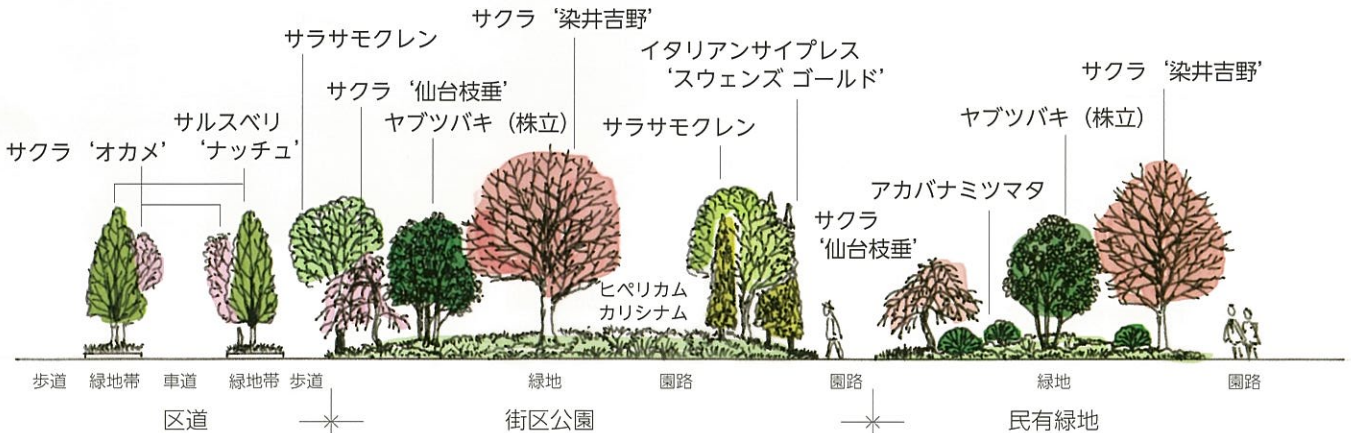 サクラ ‘染井吉野’
サラサモクレン
イタリアンサイプレス
‘スウェンズ ゴールド’
サクラ ‘染井吉野’
サクラ ‘仙台枝垂’
ヤブツバキ（株立）
サラサモクレン
ヤブツバキ（株立）
サルスベリ
‘ナッチュ’
サクラ ‘オカメ’
アカバナミツマタ
サクラ
‘仙台枝垂’
ヒペリカム
カリシナム
歩道 緑地帯 車道 緑地帯 歩道 緑地 園路 園路 緑地 園路
区道 街区公園 民有緑地